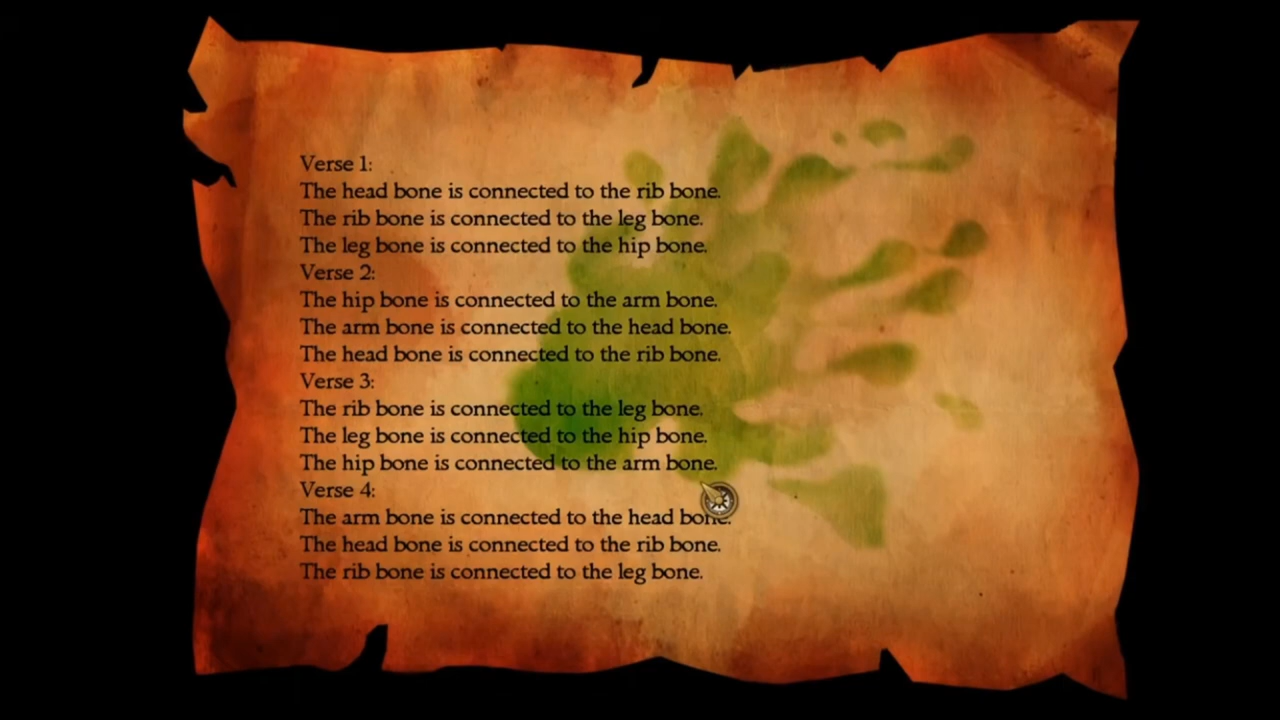 Verse 1:
The head bone is connected to the rib bone.
The rib bone is connected to the leg bone.
The leg bone is connected to the hip bone.
Verse 2:
The hip bone is connected to the arm bone.
The arm bone is connected to the head bone.
The head bone is connected to the rib bone.
Verse 3:
The rib bone is connected to the leg bone.
The leg bone is connected to the hip bone.
The hip bone is connected to the arm bone.
Verse 4:
The arm bone is connected to the head bone.
The head bone is connected to the rib bone.
The rib bone is connected to the leg bone.